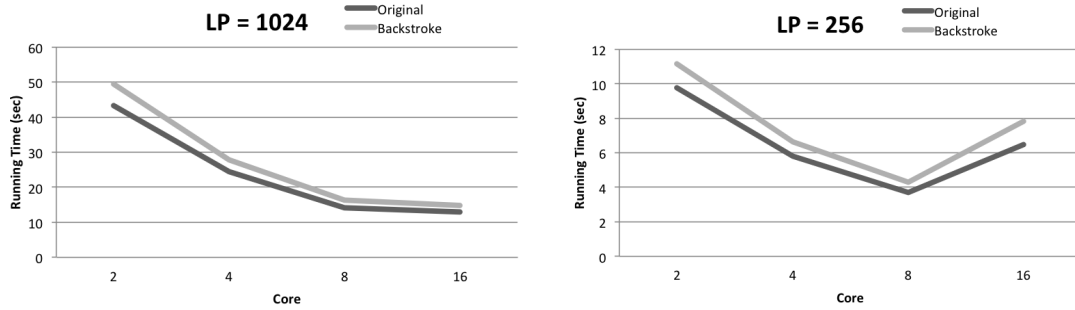 LP = 1024
Original
Backstroke
60
50
40
30
20
10
0
Running Time (sec)
2 4 8 16
Core
LP = 256
Original
Backstroke
12
10
8
6
4
2
0
Running Time (sec)
2 4 8 16
Core